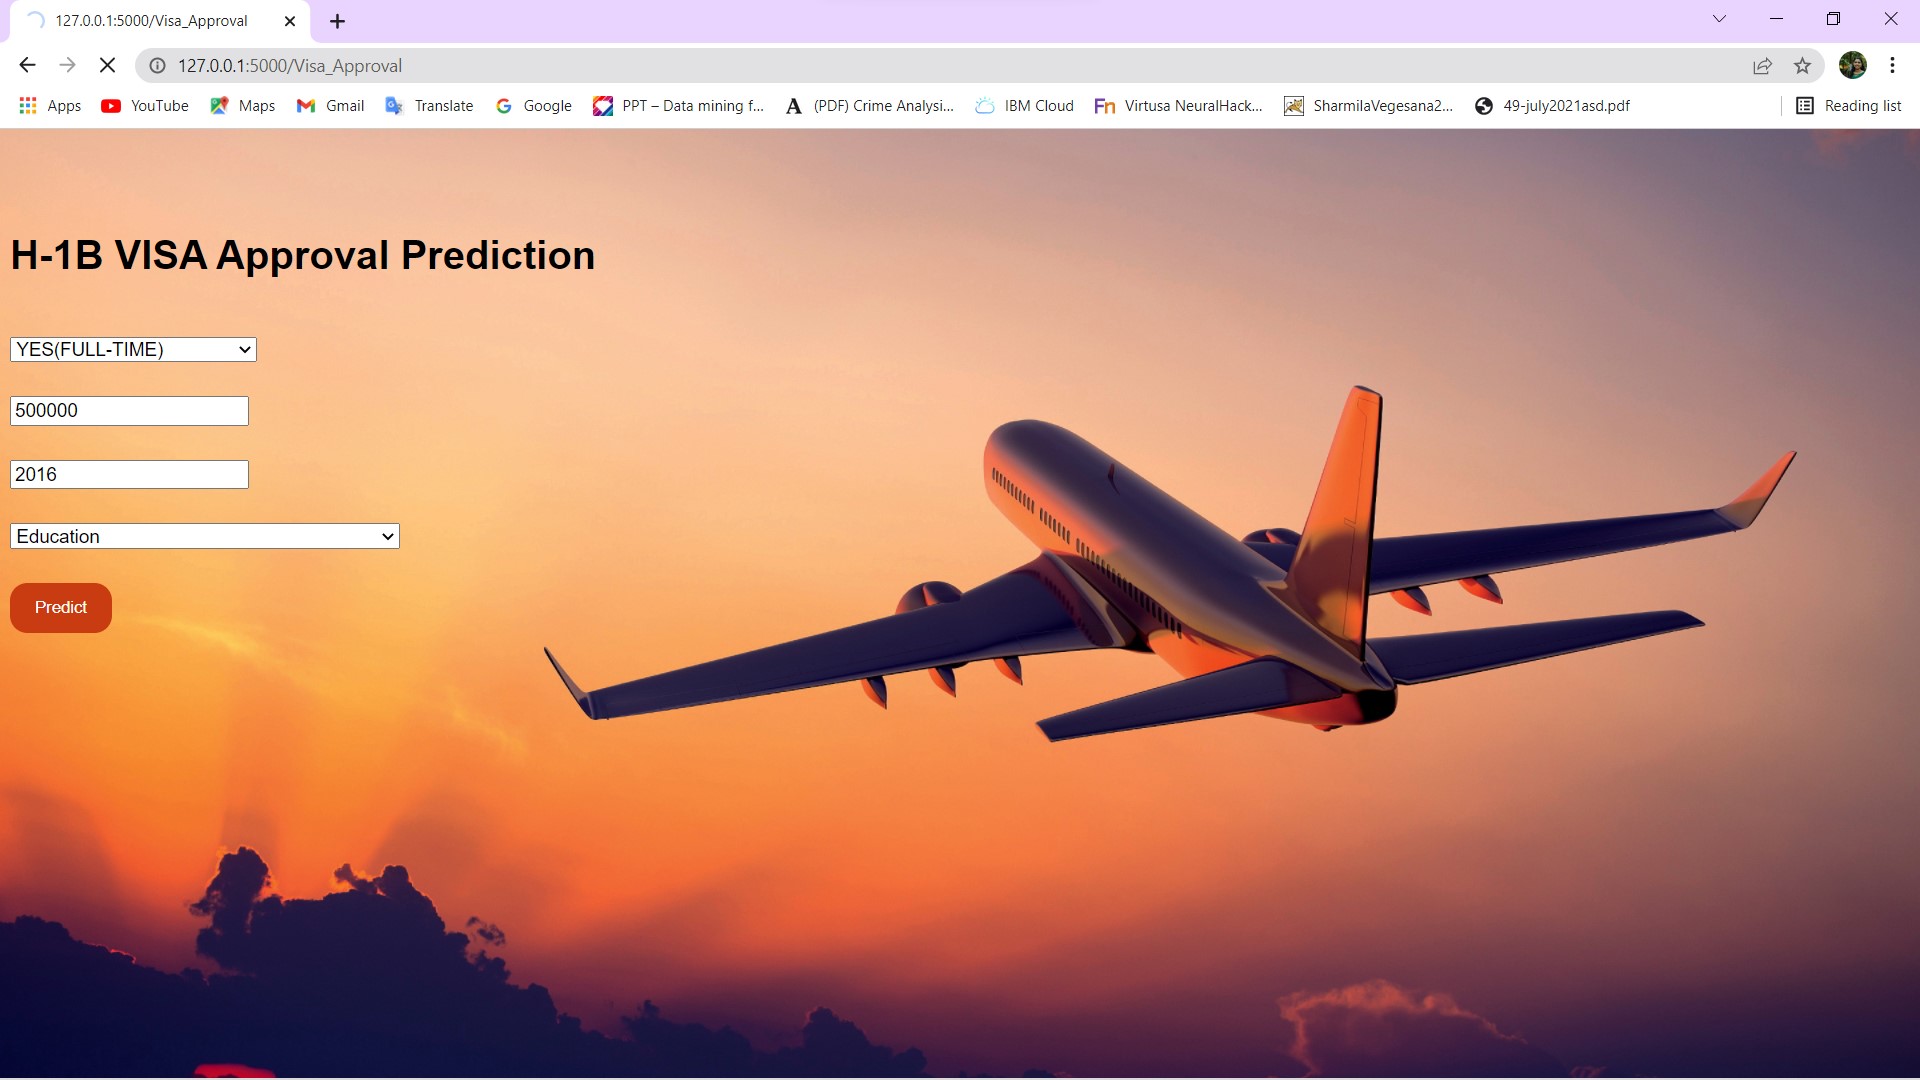 127.0.0.1:5000/Visa_Approval
127.0.0.1:5000/Visa_Approval
Apps YouTube Maps Gmail Translate Google PPT – Data mining f... (PDF) Crime Analysi... IBM Cloud Virtusa NeuralHack... SharmilaVegesana2... 49-july2021asd.pdf Reading list
H-1B VISA Approval Prediction
YES(FULL-TIME)
500000
2016
Education
Predict